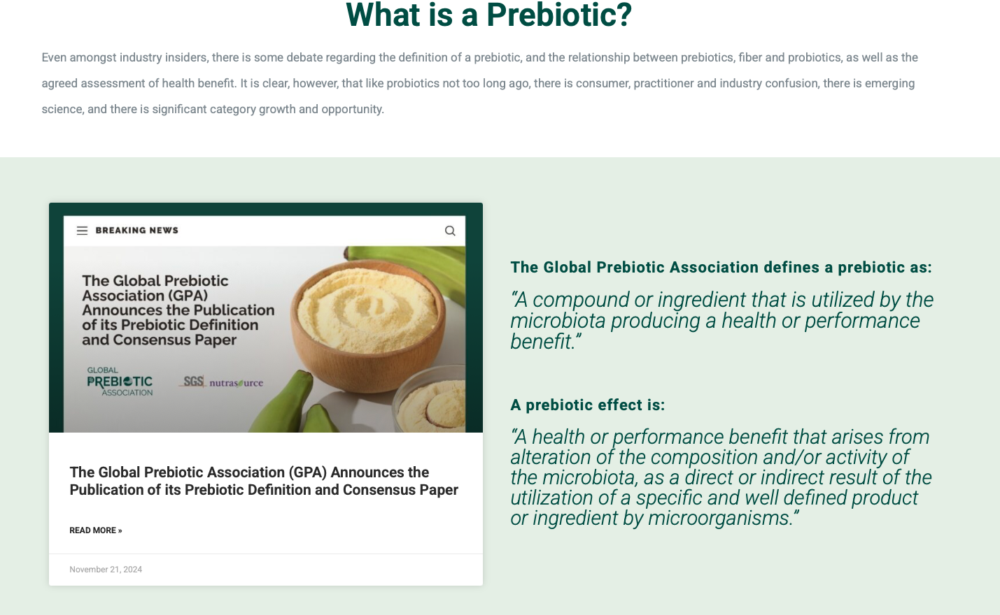 What is a Prebiotic?
Even amongst industry insiders, there is some debate regarding the definition of a prebiotic, and the relationship between prebiotics, fiber and probiotics, as well as the
agreed assessment of health benefit. It is clear, however, that like probiotics not too long ago, there is consumer, practitioner and industry confusion, there is emerging
science, and there is significant category growth and opportunity.
BREAKING NEWS
The Global Prebiotic
Association (GPA)
Announces the Publication
of its Prebiotic Definition
and Consensus Paper
GLOBAL
PREBIOTIC
ASSOCIATION
SGS nutrasource
The Global Prebiotic Association (GPA) Announces the
Publication of its Prebiotic Definition and Consensus Paper
READ MORE »
November 21, 2024
The Global Prebiotic Association defines a prebiotic as:
“A compound or ingredient that is utilized by the
microbiota producing a health or performance
benefit.”
A prebiotic effect is:
“A health or performance benefit that arises from
alteration of the composition and/or activity of
the microbiota, as a direct or indirect result of the
utilization of a specific and well defined product
or ingredient by microorganisms.”